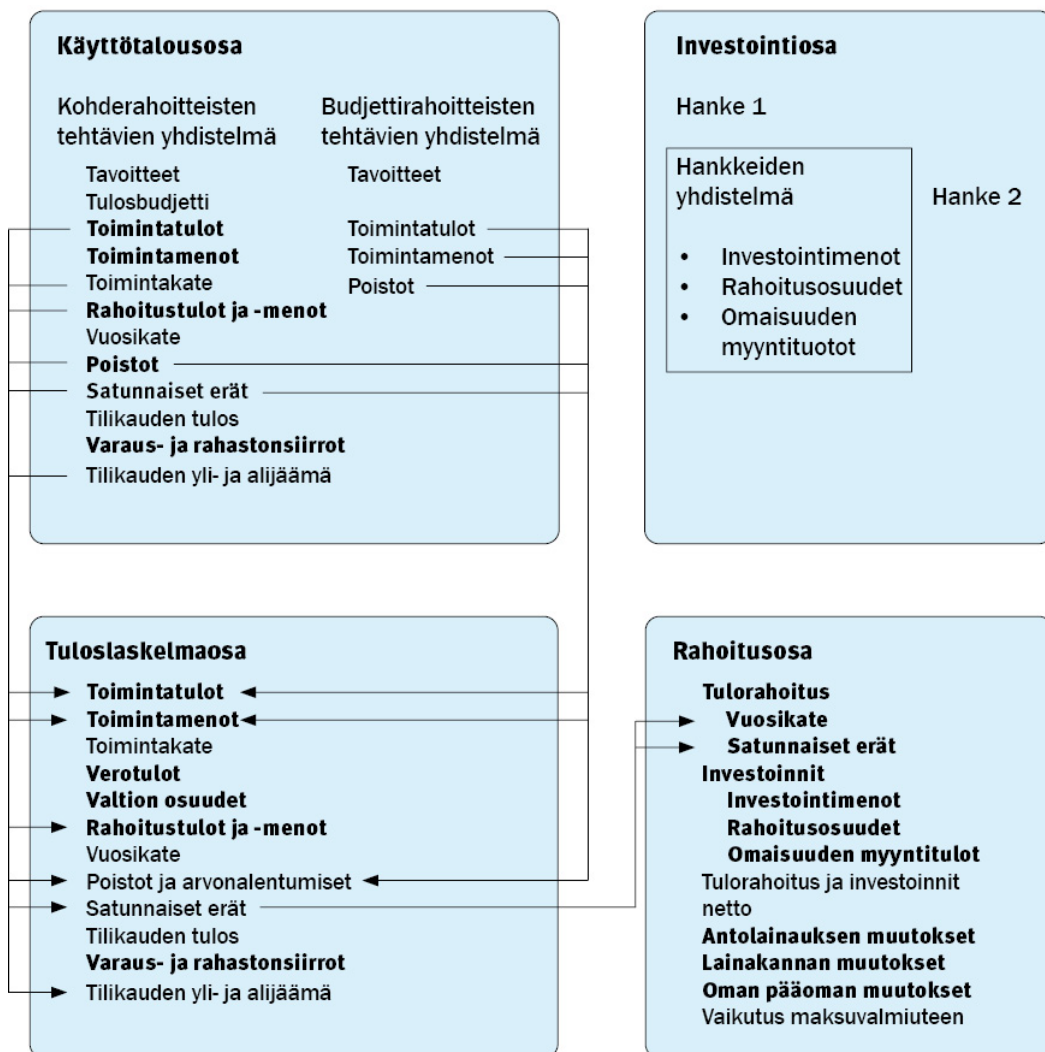 Käyttötalousosa
Kohderahoitteisten
tehtävien yhdistelmä
Tavoitteet
Tulosbudjetti
Toimintatulot
Toimintamenot
Toimintakate
Rahoitustulot ja -menot
Vuosikate
Poistot
Satunnaiset erät
Tilikauden tulos
Varaus- ja rahastonsiirrot
Tilikauden yli- ja alijäämä
Budjettirahoitteisten
tehtävien yhdistelmä
Tavoitteet
Toimintatulot
Toimintamenot
Poistot
Investointiosa
Hanke 1
Hankkeiden
yhdistelmä
• Investointimenot
• Rahoitusosuudet
• Omaisuuden
myyntituotot
Hanke 2
Tuloslaskelmaosa
Toimintatulot
Toimintamenot
Toimintakate
Verotulot
Valtion osuudet
Rahoitustulot ja -menot
Vuosikate
Poistot ja arvonalentumiset
Satunnaiset erät
Tilikauden tulos
Varaus- ja rahastonsiirrot
Tilikauden yli- ja alijäämä
Rahoitusosa
Tulorahoitus
Vuosikate
Satunnaiset erät
Investoinnit
Investointimenot
Rahoitusosuudet
Omaisuuden myyntitulot
Tulorahoitus ja investoinnit
netto
Antolainauksen muutokset
Lainakannan muutokset
Oman pääoman muutokset
Vaikutus maksuvalmiuteen